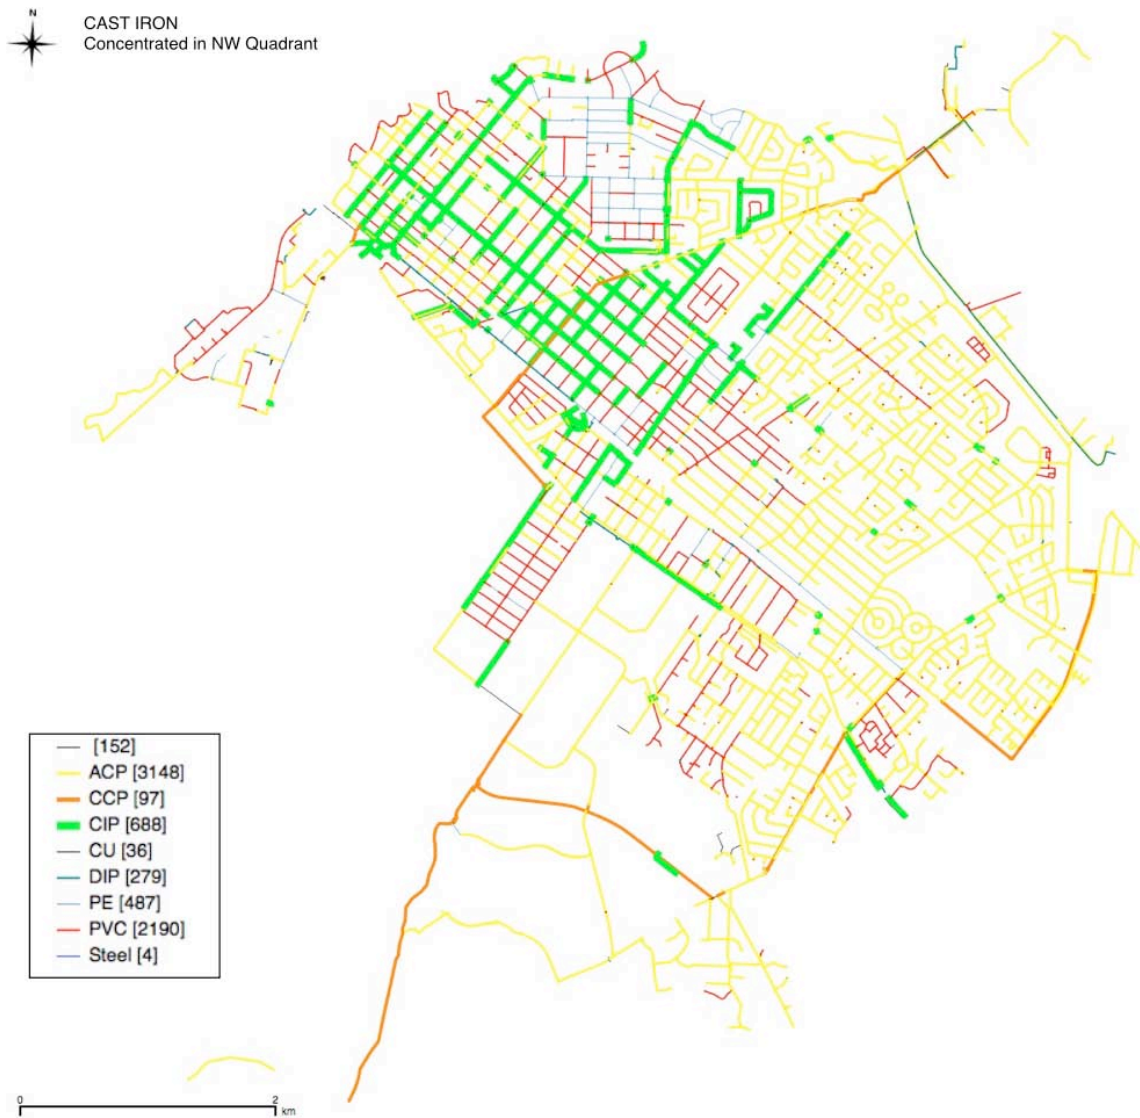 N
CAST IRON
Concentrated in NW Quadrant
[152]
ACP [3148]
CCP [97]
CIP [688]
CU [36]
DIP [279]
PE [487]
PVC [2190]
Steel [4]
0 2
km